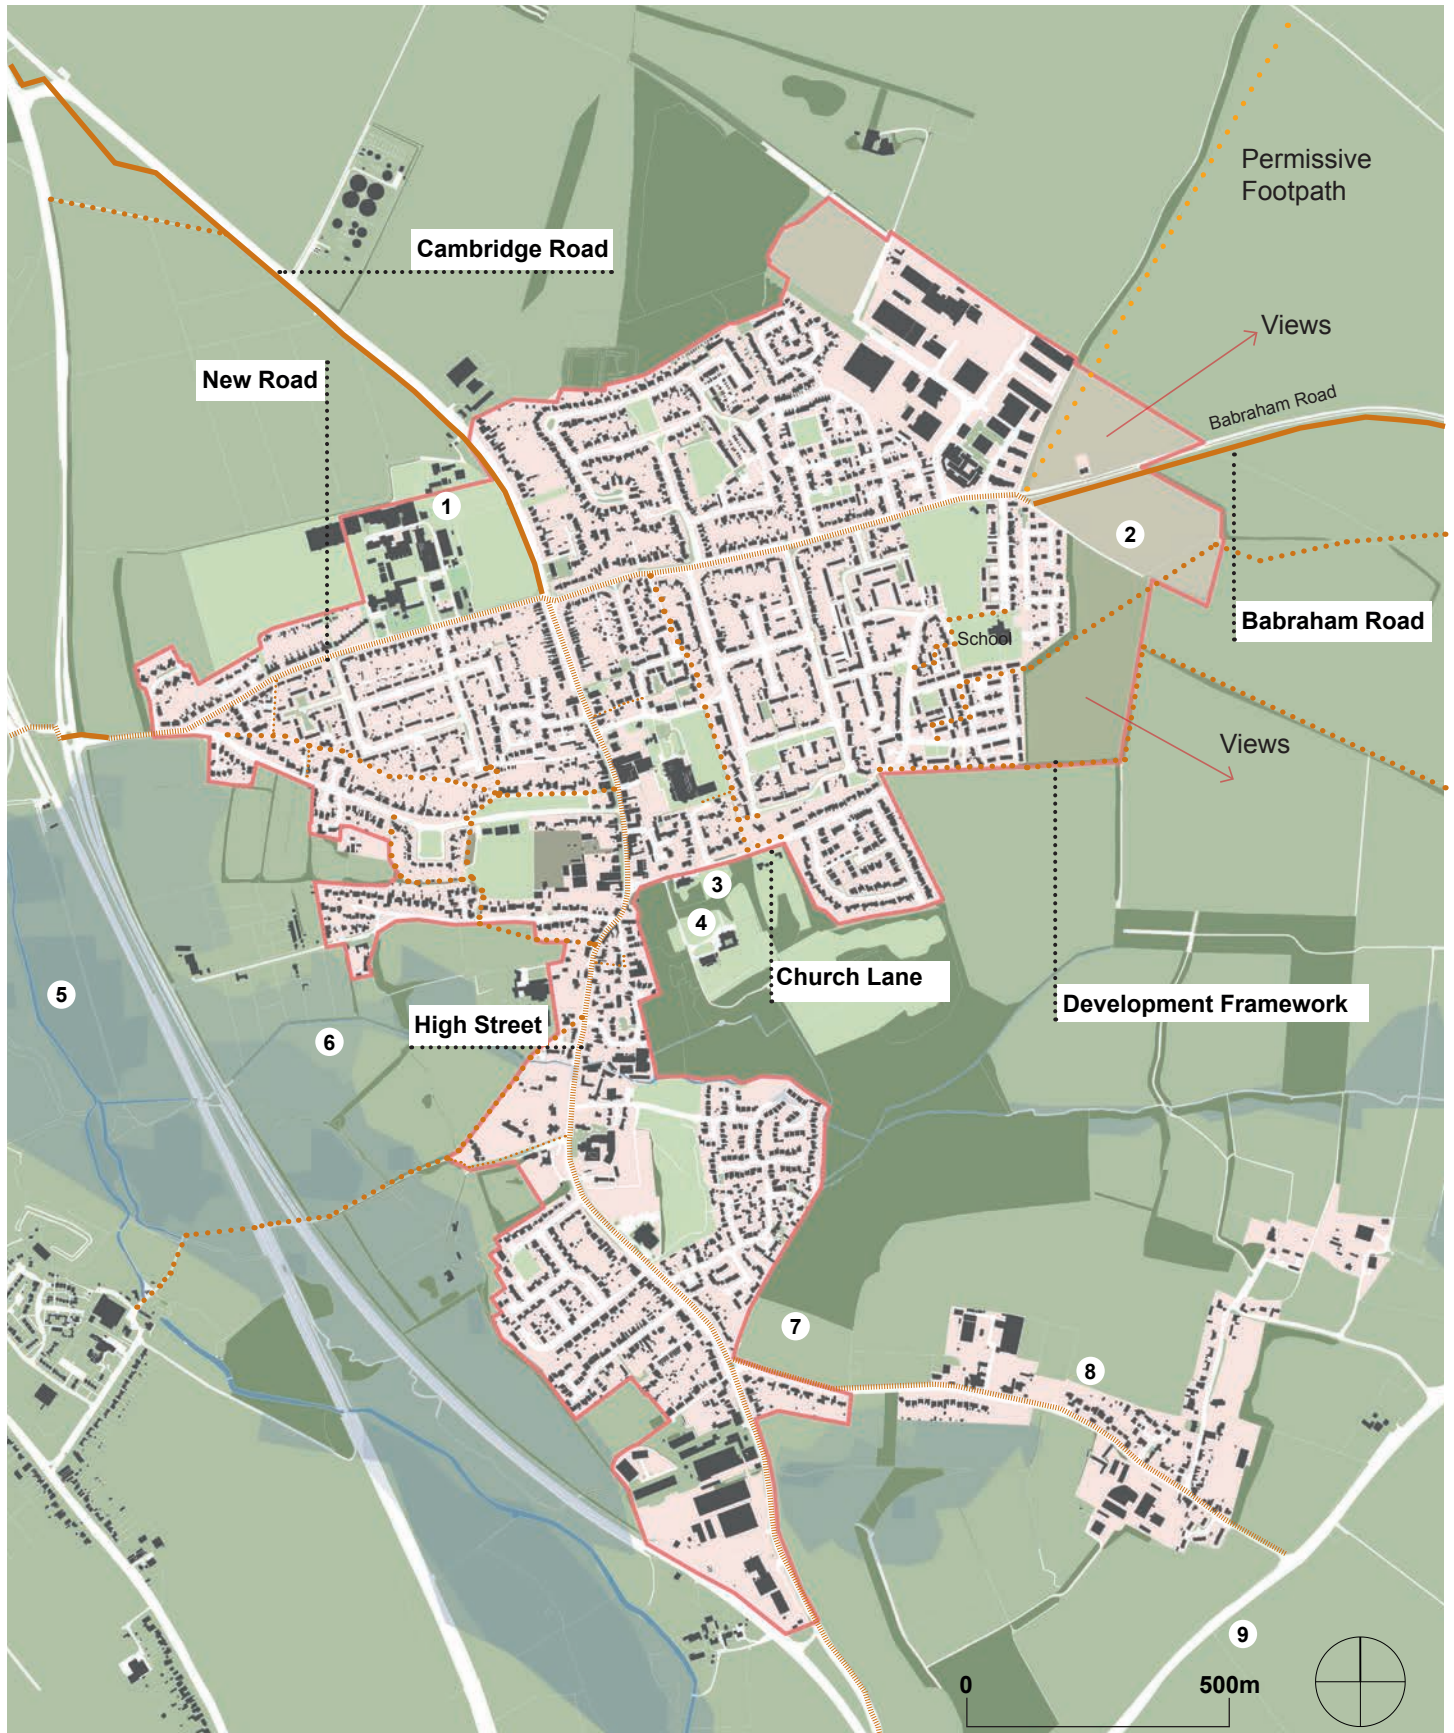 Permissive
Footpath
Cambridge Road
Views
New Road
Babraham Road
1
2
Babraham Road
School
Views
3
4
Church Lane
5
Development Framework
High Street
6
7
8
9
0
500m